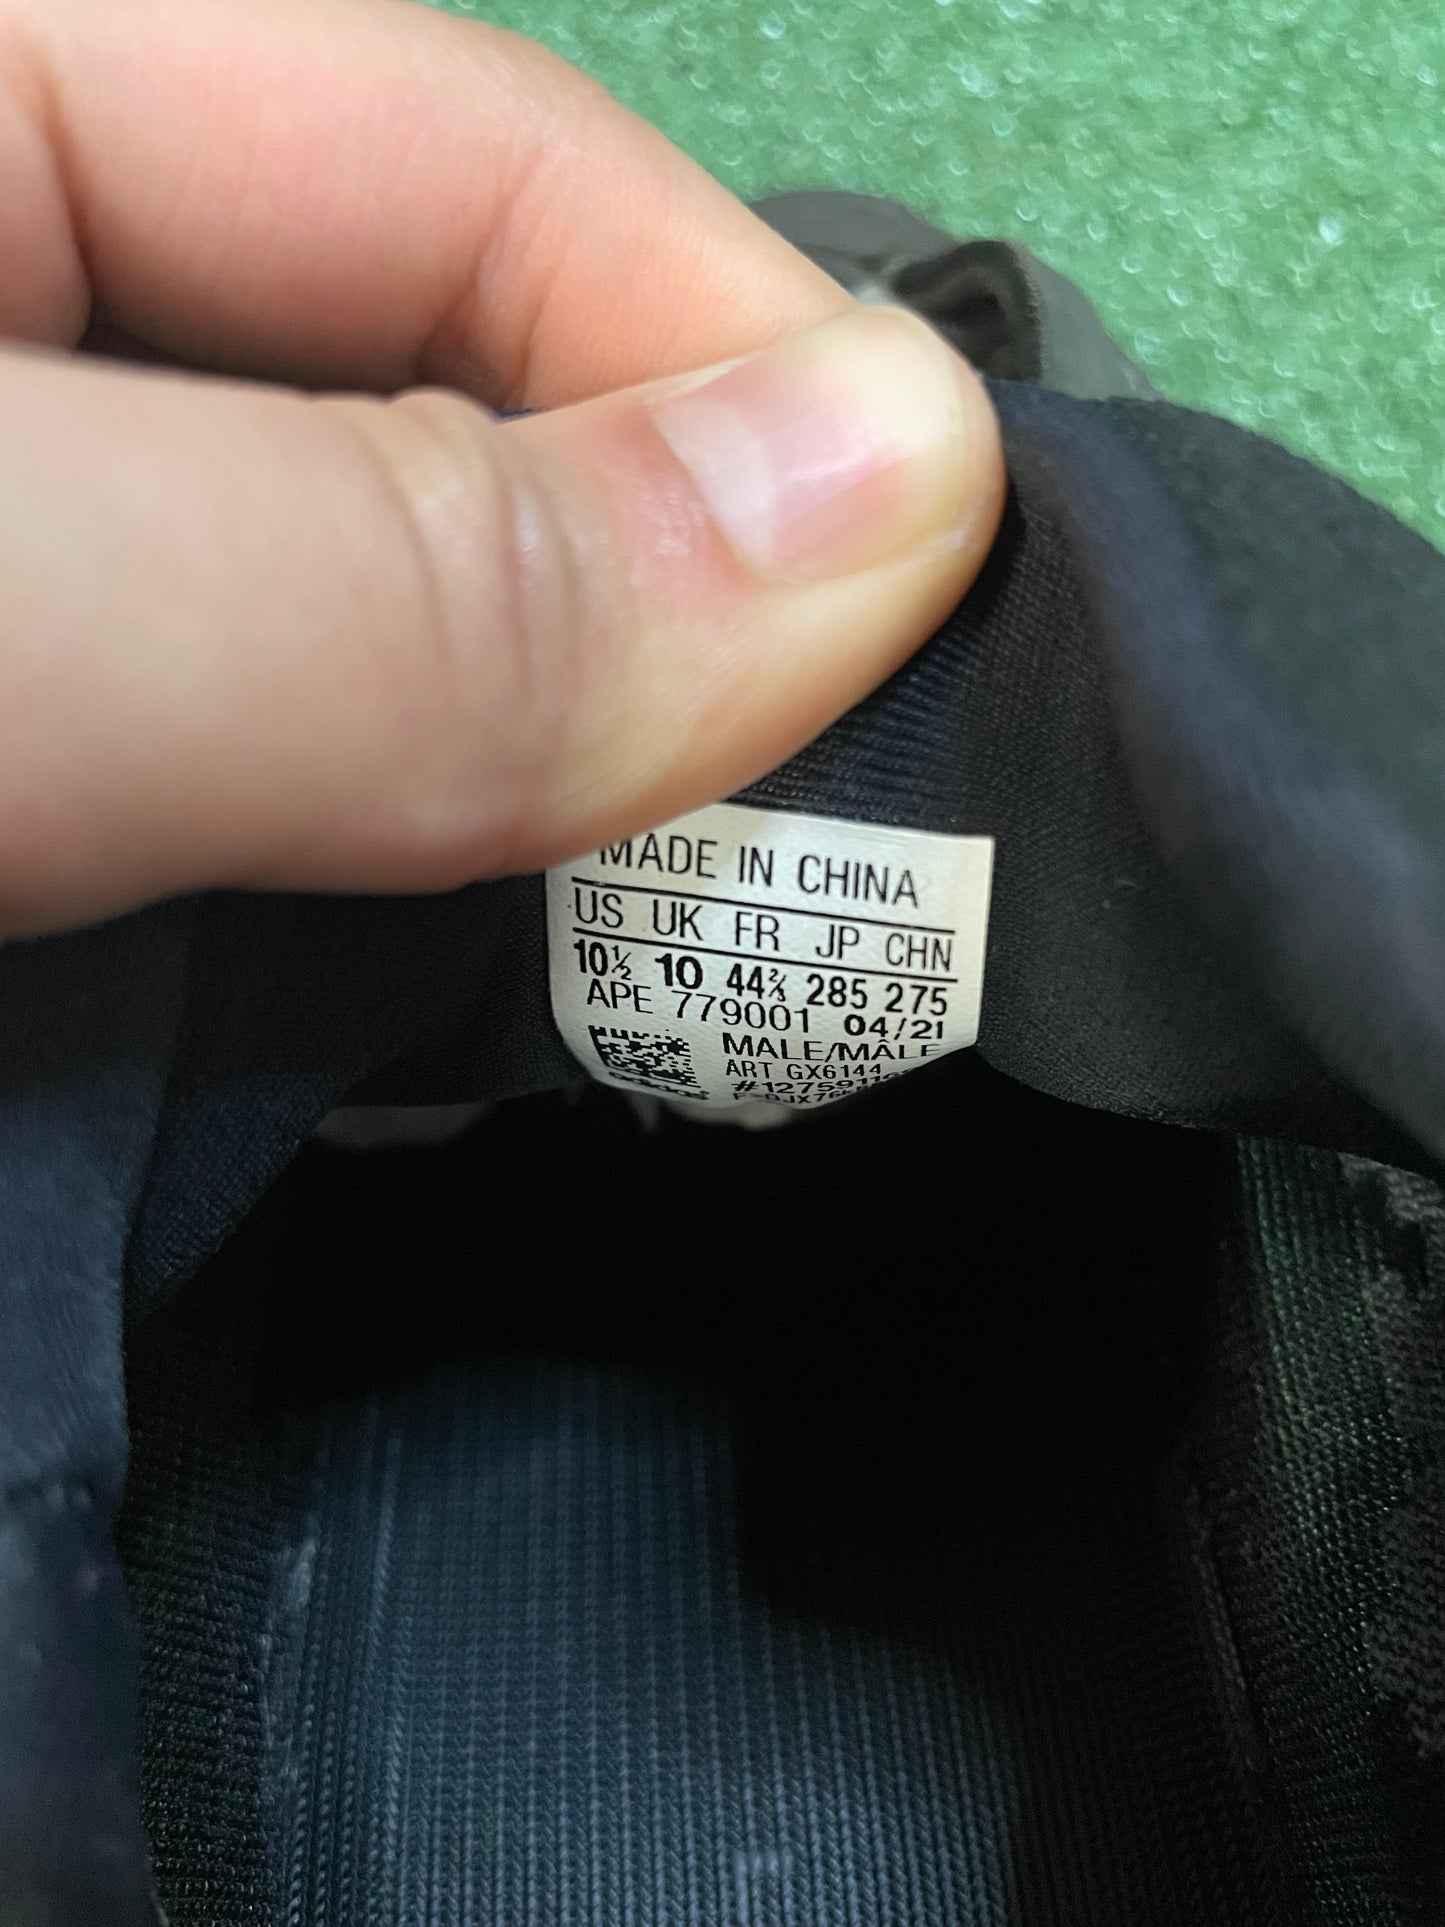 MADE IN CHINA
US UK FR JP CHN
10½ 10 44⅔ 285 275
APE 779001 04/21
MALE/MÂLE
ART GX6144
adidas